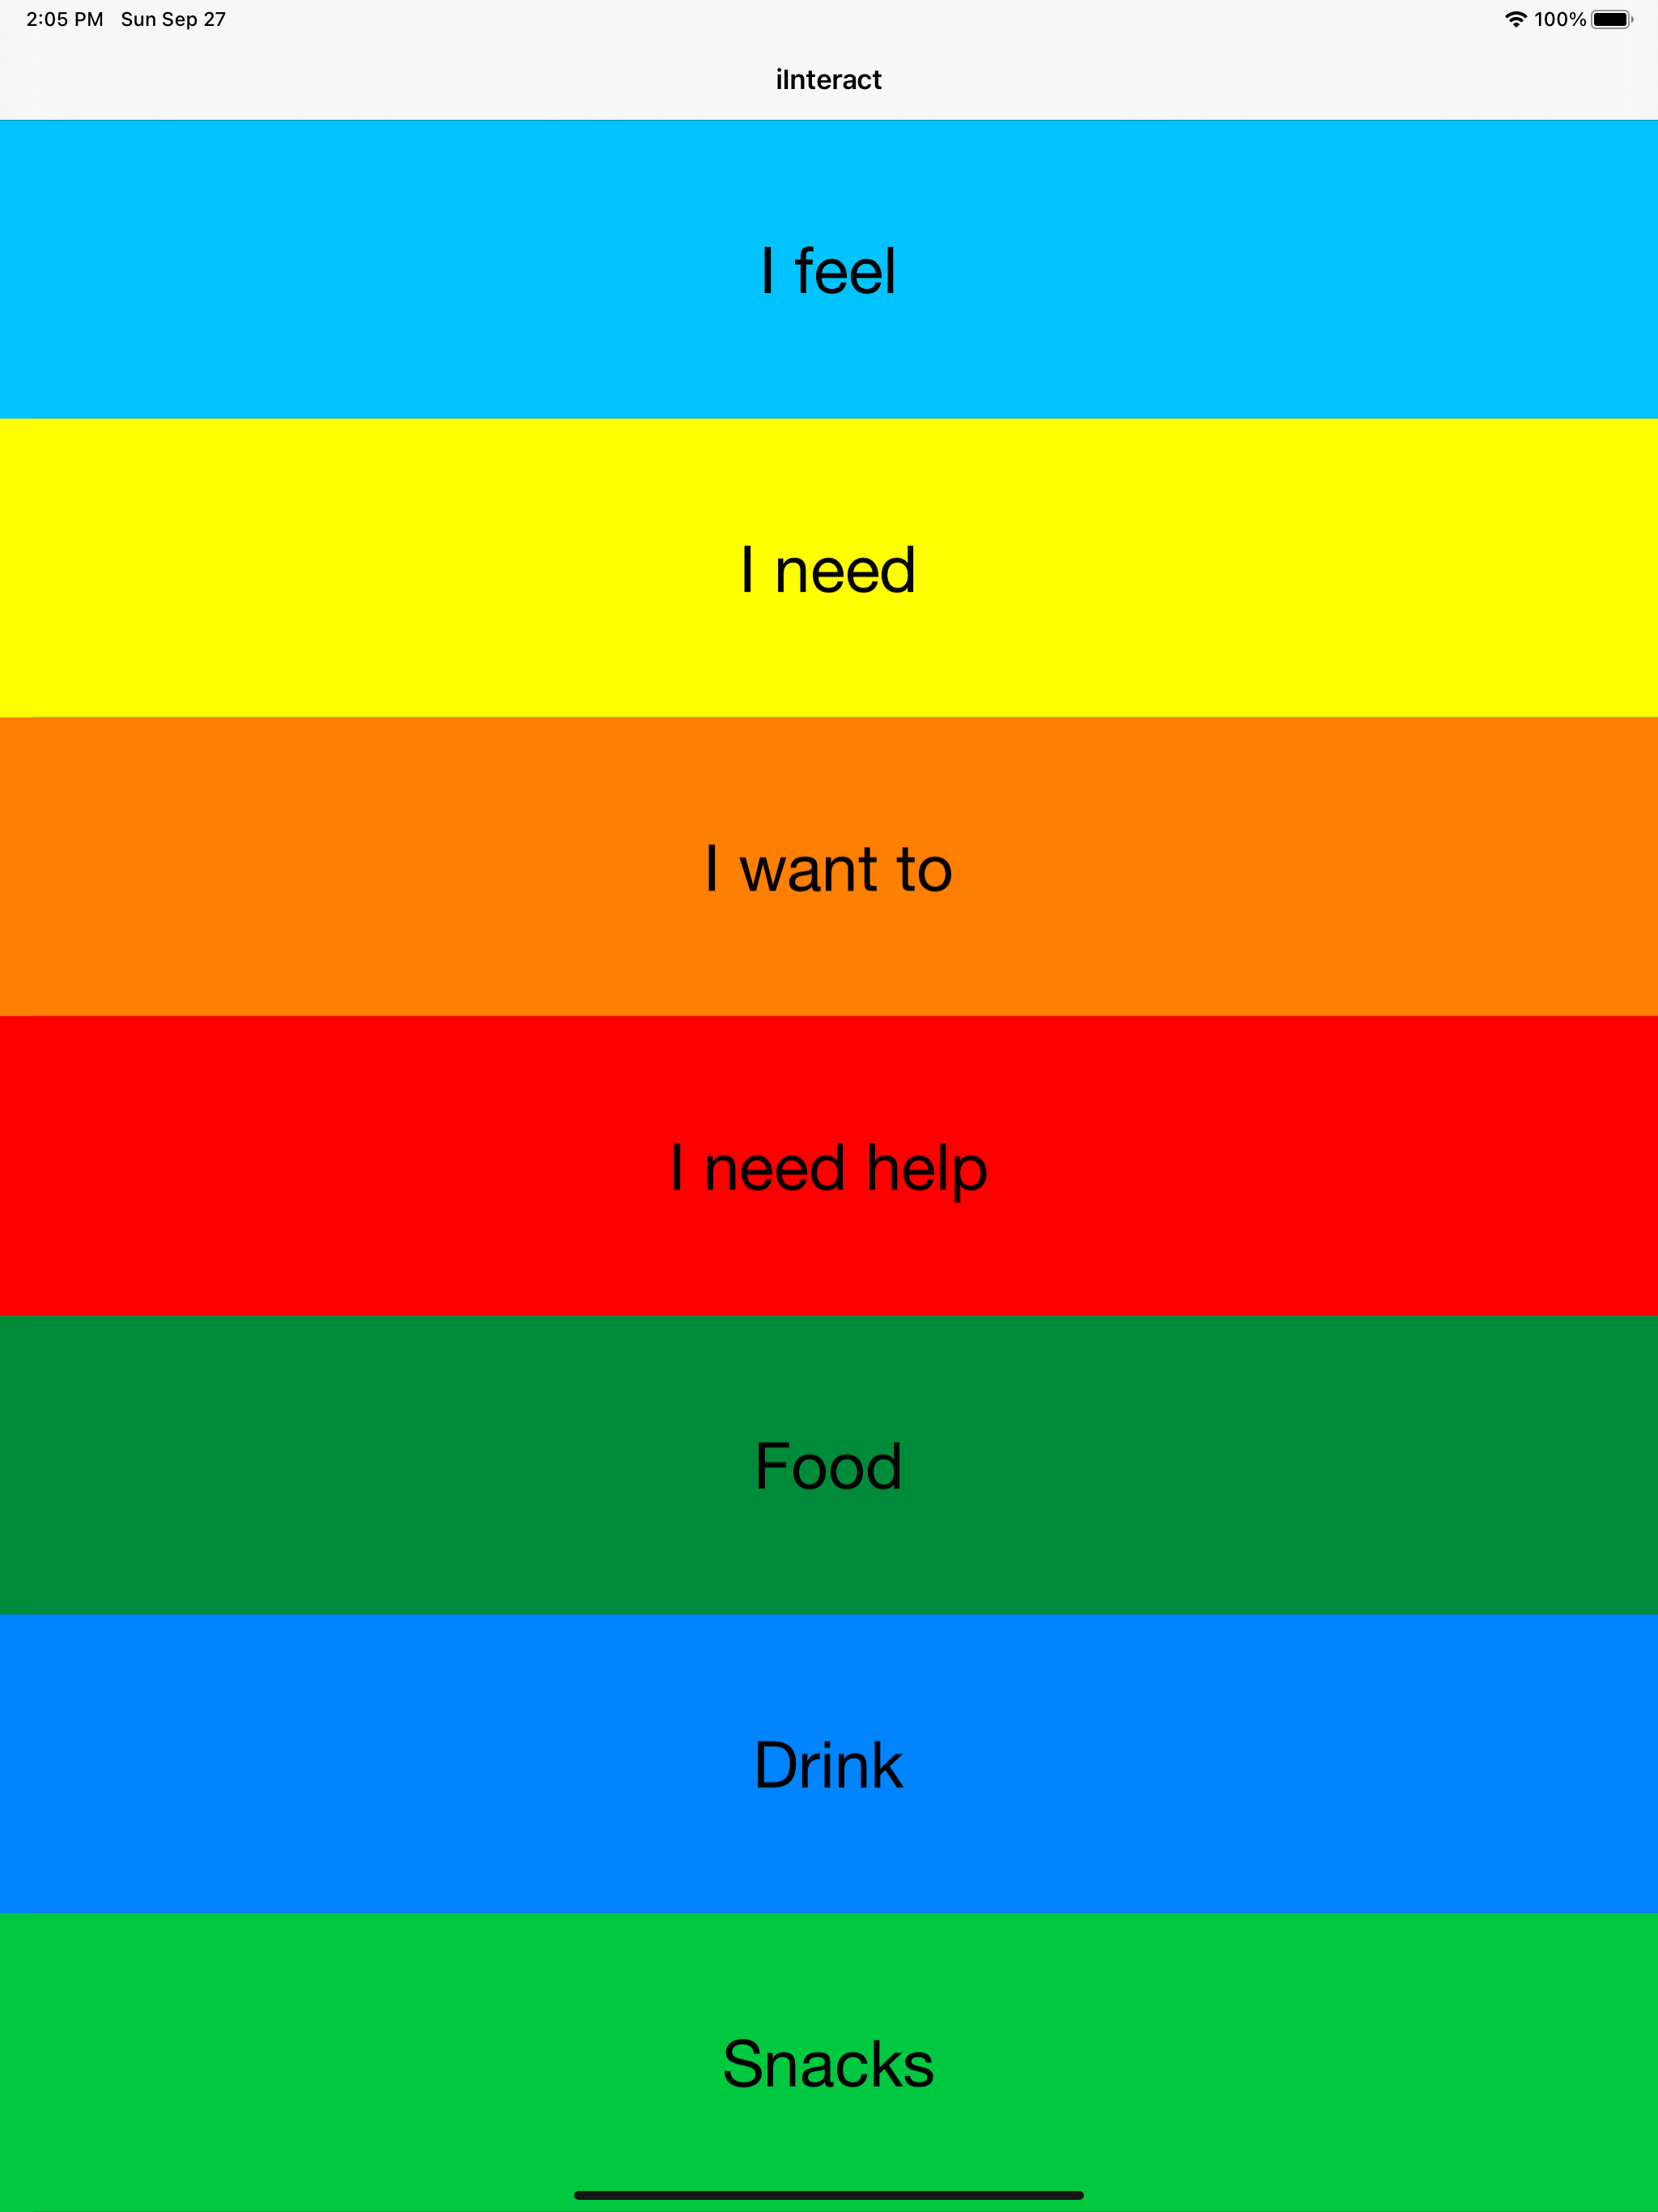 2:05 PM Sun Sep 27 100%
iInteract
I feel
I need
I want to
I need help
Food
Drink
Snacks